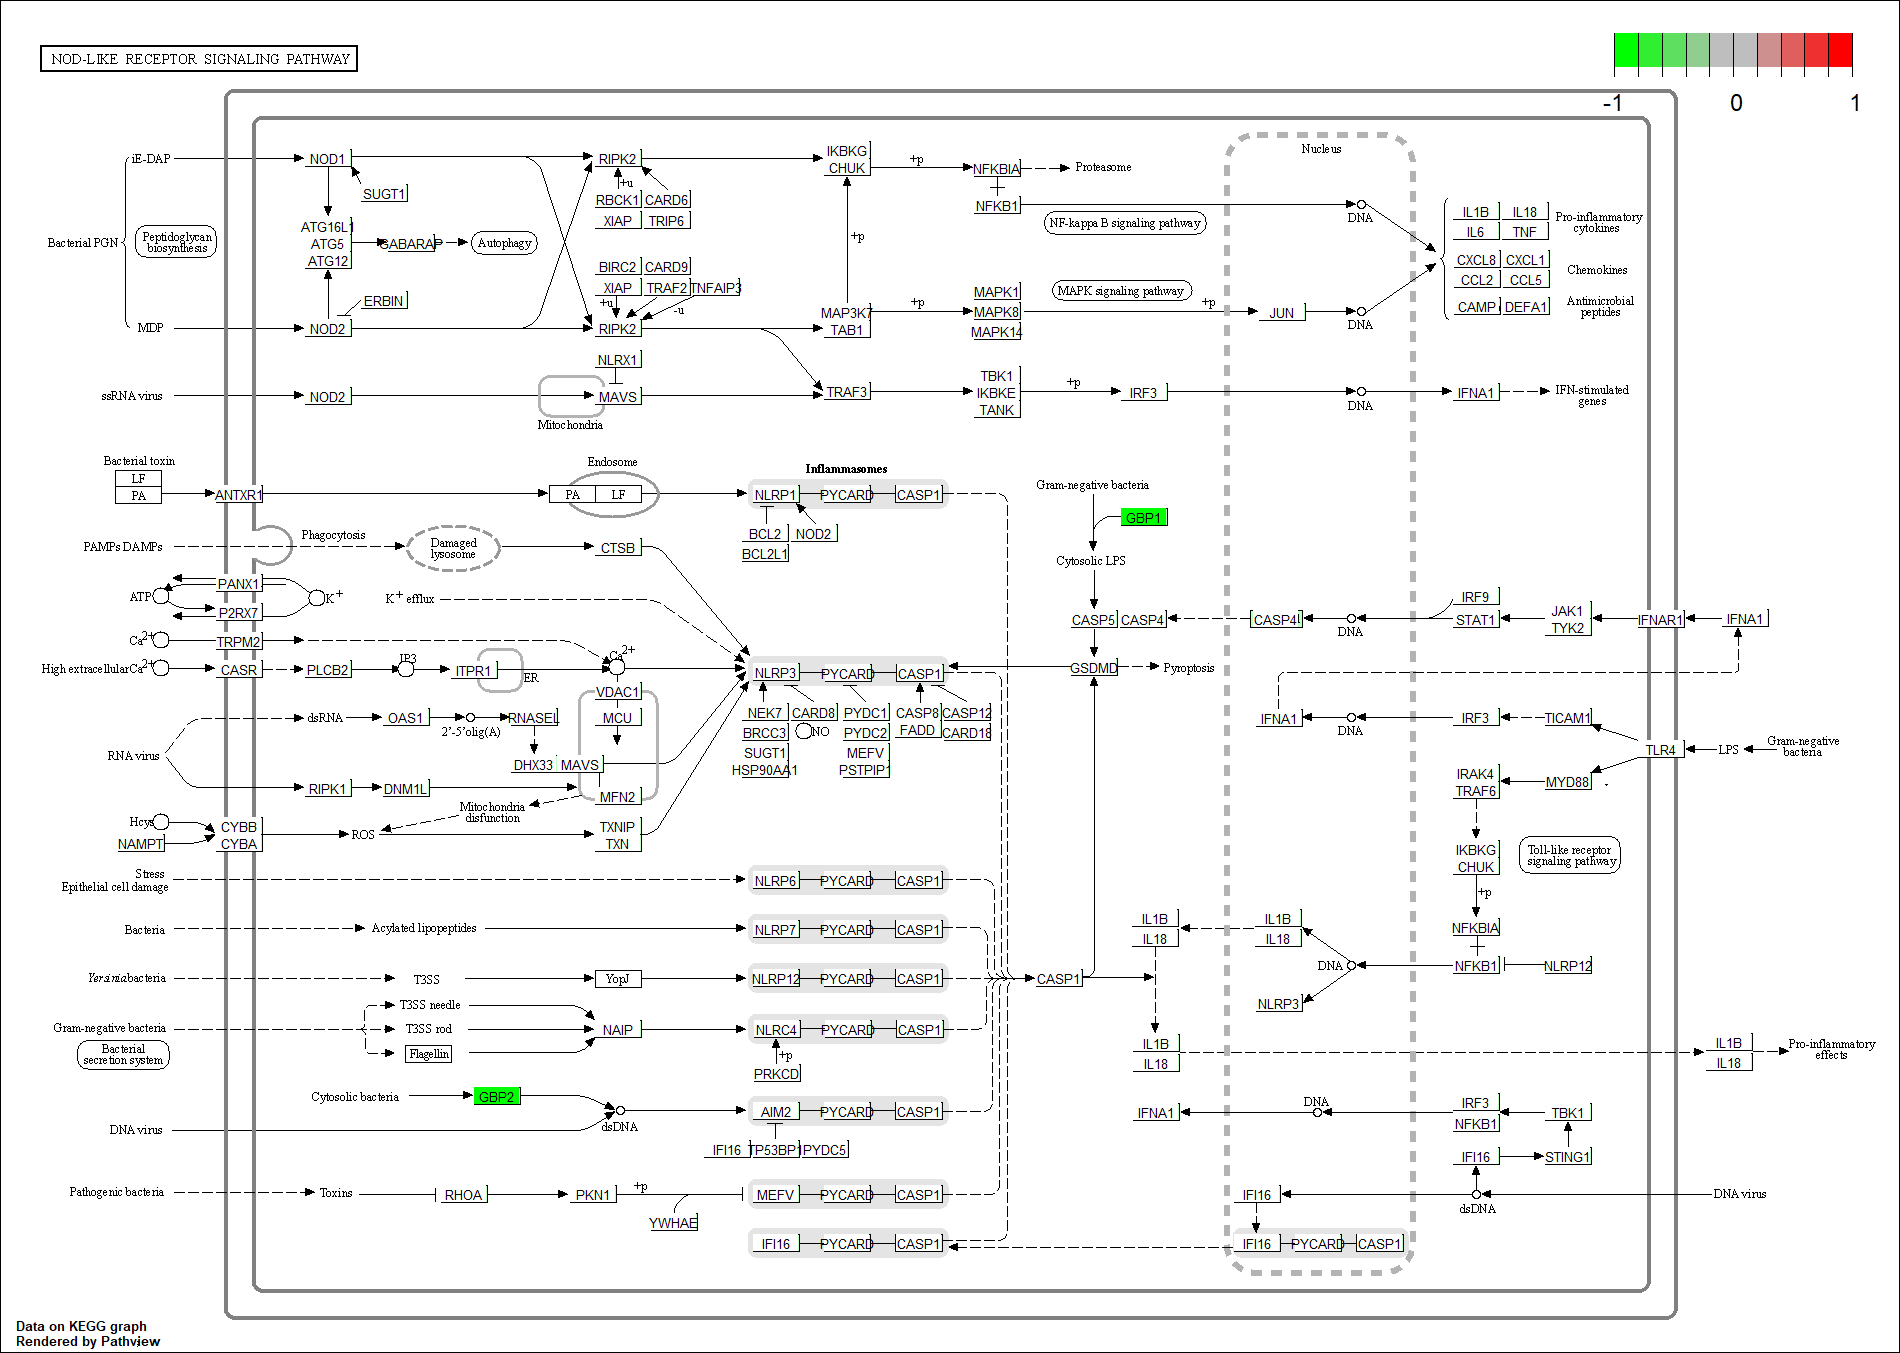 NOD-LIKE RECEPTOR SIGNALING PATHWAY
-1 0 1
Nucleus
iE-DAP NOD1 RIPK2 IKBKG
CHUK +p NFKBIA Proteasome
SUGT1 +u
RBCK1 CARD6
NFKB1 DNA
XIAP TRIP6
NF-kappa B signaling pathway
IL1B IL18 Pro-inflammatory
cytokines
IL6 TNF
ATG16L1
ATG5 GABARAP Autophagy
ATG12
Bacterial PGN Peptidoglycan
biosynthesis
+p
CXCL8 CXCL1 Chemokines
CCL2 CCL5
BIRC2 CARD9
XIAP TRAF2 TNFAIP3
+u -u
ERBIN
MAPK1 MAPK signaling pathway +p
MAPK8 JUN DNA
MAPK14
CAMP DEFA1 Antimicrobial
peptides
MDP NOD2 RIPK2 MAP3K7 +p
TAB1
NLRX1
ssRNA virus NOD2 MAVS TRAF3
Mitochondria
TBK1
IKBKE +p IRF3 DNA IFNA1 IFN-stimulated
genes
TANK
Bacterial toxin
LF
PA
ANTXR1 Endosome
PA LF
Inflammasomes
NLRP1 PYCARD CASP1
BCL2 NOD2
BCL2L1
Gram-negative bacteria
GBP1
Cytosolic LPS
PAMPs DAMPs Phagocytosis Damaged
lysosome
CTSB
PANX1
ATP K+ K+ efflux
P2RX7
CASP5 CASP4 CASP4 DNA IRF9
STAT1 JAK1
TYK2 IFNAR1 IFNA1
Ca2+ TRPM2 Ca2+
High extracellularCa2+ CASR PLCB2 IP3 ITPR1 ER
NLRP3 PYCARD CASP1 GSDMD Pyroptosis
VDAC1
MCU
NEK7 CARD8 PYDC1 CASP8 CASP12
BRCC3 NO PYDC2 FADD CARD18
SUGT1 MEFV
HSP90AA1 PSTPIP1
dsRNA OAS1 2'-5'olig(A) RNASEL
IFNA1 DNA IRF3 TICAM1
RNA virus DHX33 MAVS
TLR4 LPS Gram-negative
bacteria
RIPK1 DNM1L MFN2
IRAK4
TRAF6 MYD88
Mitochondria
disfunction
Hcys
NAMPT
CYBB
CYBA
ROS TXNIP
TXN
IKBKG
CHUK
Toll-like receptor
signaling pathway
+p
Stress
Epithelial cell damage NLRP6 PYCARD CASP1
Bacteria Acylated lipopeptides NLRP7 PYCARD CASP1
IL1B
IL18
IL1B
IL18
NFKBIA
Yersinia bacteria T3SS YopJ NLRP12 PYCARD CASP1 CASP1
DNA NFKB1 NLRP12
NLRP3
Gram-negative bacteria T3SS needle
T3SS rod
Flagellin
NAIP NLRC4 PYCARD CASP1
+p
PRKCD
Bacterial
secretion system
IL1B
IL18
IL1B
IL18
Pro-inflammatory
effects
Cytosolic bacteria GBP2 dsDNA AIM2 PYCARD CASP1
DNA virus
IFI16 TP53BP1 PYDC5
IFNA1 DNA IRF3
NFKB1
TBK1
IFI16 STING1
Pathogenic bacteria Toxins RHOA PKN1 +p MEFV PYCARD CASP1
YWHAE
IFI16 dsDNA DNA virus
IFI16 PYCARD CASP1 IFI16 PYCARD CASP1
Data on KEGG graph
Rendered by Pathview